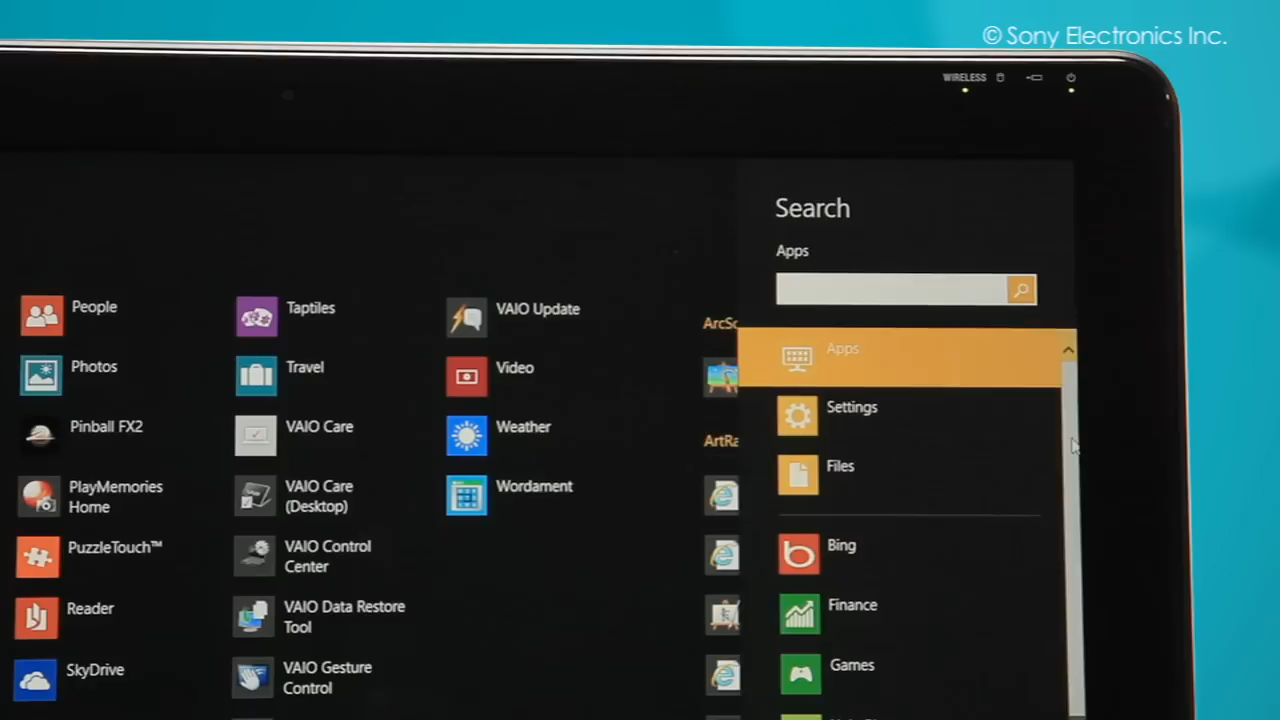 © Sony Electronics Inc.
WIRELESS
Search
Apps
People
Photos
Pinball FX2
PlayMemories
Home
PuzzleTouch™
Reader
SkyDrive
Taptiles
Travel
VAIO Care
VAIO Care
(Desktop)
VAIO Control
Center
VAIO Data Restore
Tool
VAIO Gesture
Control
VAIO Update
Video
Weather
Wordament
ArcSo
ArtRa
Apps
Settings
Files
Bing
Finance
Games